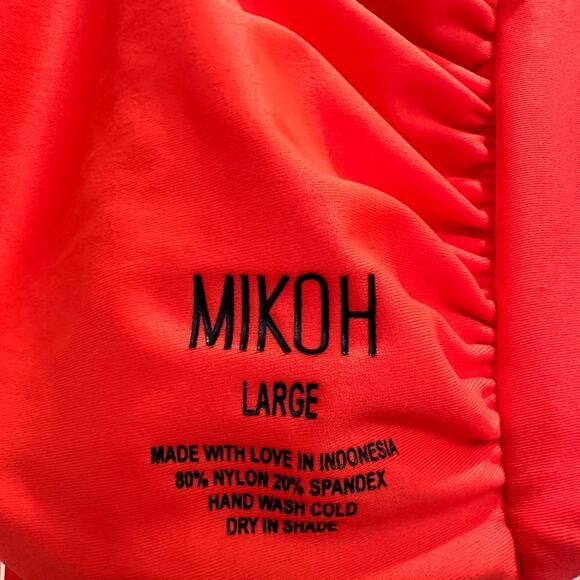 MIKOH
LARGE
MADE WITH LOVE IN INDONESIA
80% NYLON 20% SPANDEX
HAND WASH COLD
DRY IN SHADE